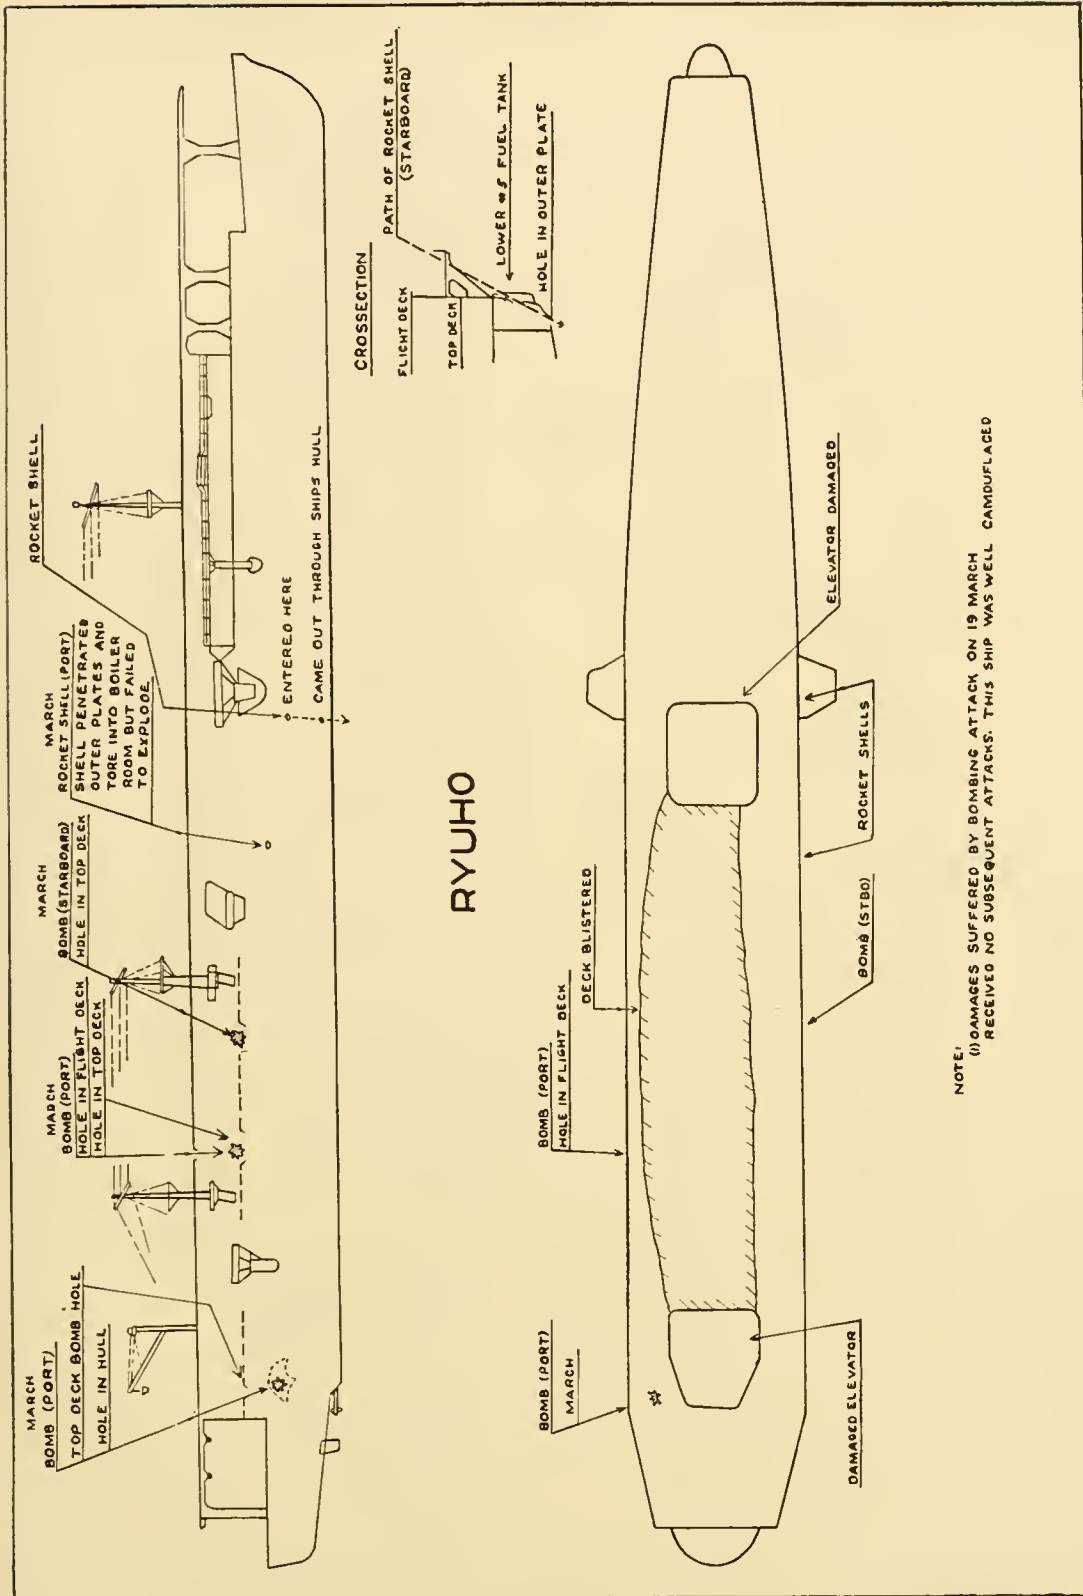 MARCH
BOMB (PORT)
TOP DECK BOMB HOLE
HOLE IN HULL
MARCH
BOMB (PORT)
HOLE IN FLIGHT DECK
HOLE IN TOP DECK
MARCH
BOMB (STARBOARD)
HOLE IN TOP DECK
MARCH
ROCKET SHELL (PORT)
SHELL PENETRATED
OUTER PLATES AND
TORE INTO BOILER
ROOM BUT FAILED
TO EXPLODE
ROCKET SHELL
ENTERED HERE
CAME OUT THROUGH SHIPS HULL
CROSSECTION
FLIGHT DECK
TOP DECK
PATH OF ROCKET SHELL
(STARBOARD)
LOWER #5 FUEL TANK
HOLE IN OUTER PLATE
RYUHO
BOMB (PORT)
MARCH
BOMB (PORT)
HOLE IN FLIGHT DECK
DECK BLISTERED
DAMAGED ELEVATOR
BOMB (STBD)
ROCKET SHELLS
ELEVATOR DAMAGED
NOTE:
(1) DAMAGES SUFFERED BY BOMBING ATTACK ON 19 MARCH
RECEIVED NO SUBSEQUENT ATTACKS. THIS SHIP WAS WELL CAMOUFLAGED